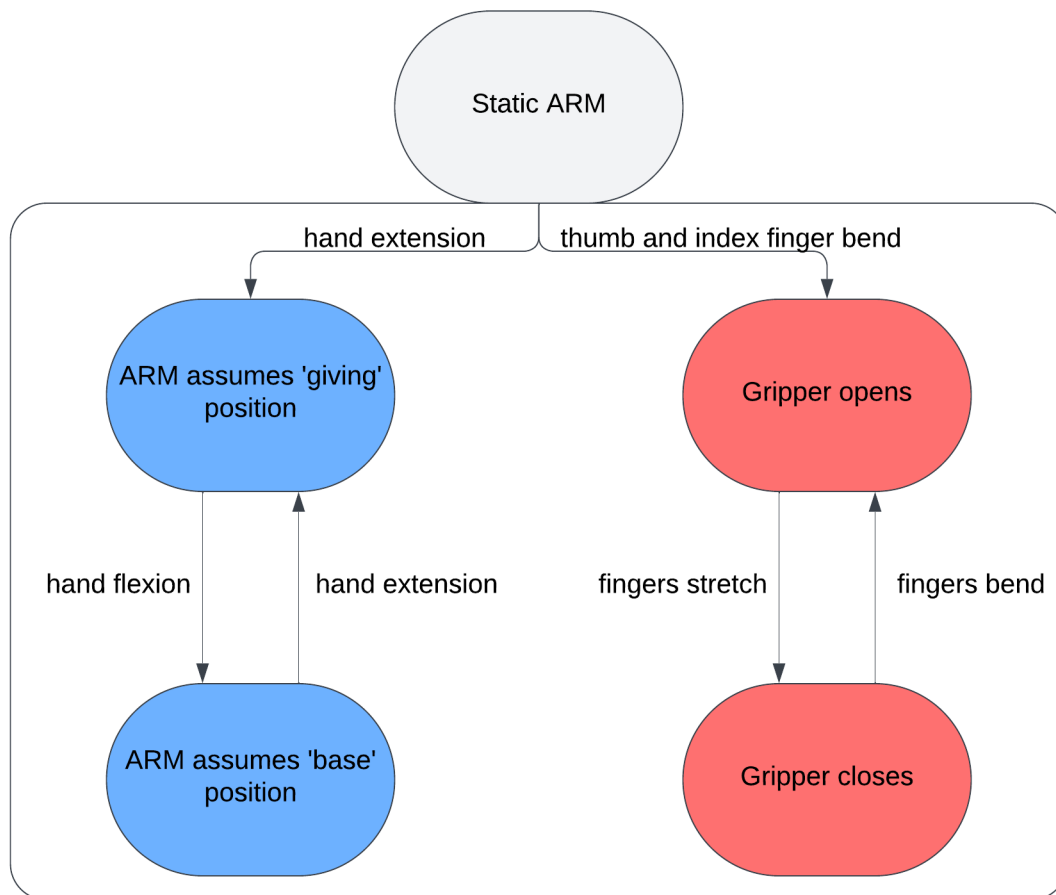 Static ARM
hand extension
thumb and index finger bend
ARM assumes 'giving'
position
Gripper opens
hand flexion
hand extension
fingers stretch
fingers bend
ARM assumes 'base'
position
Gripper closes